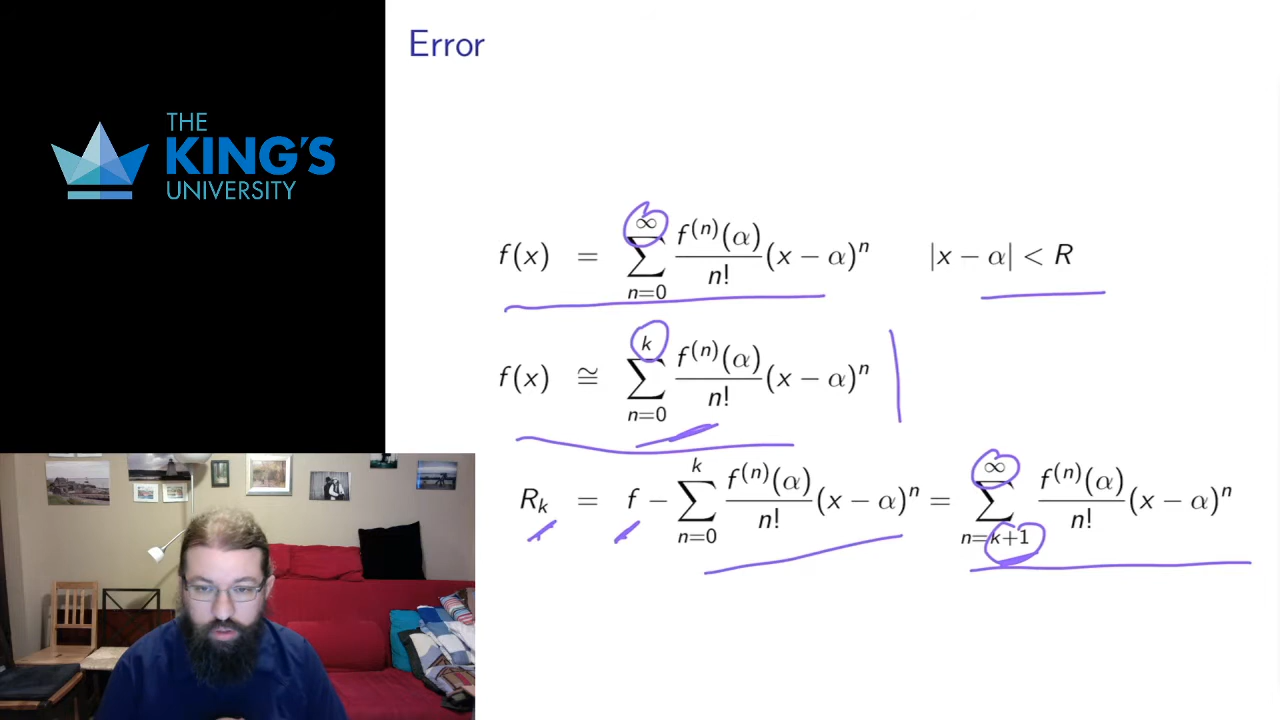 Error
THE
KING'S
UNIVERSITY
f(x) = ∑_{n=0}^{∞} f^{(n)}(α)/n! (x − α)^n |x − α| < R
f(x) ≅ ∑_{n=0}^{k} f^{(n)}(α)/n! (x − α)^n
R_k = f − ∑_{n=0}^{k} f^{(n)}(α)/n! (x − α)^n = ∑_{n=k+1}^{∞} f^{(n)}(α)/n! (x − α)^n